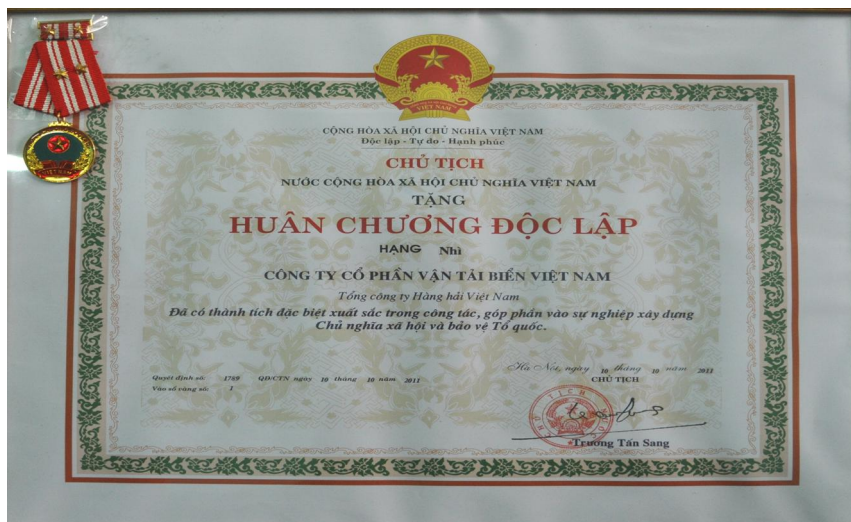 VIỆT NAM
VIỆT NAM
CỘNG HÒA XÃ HỘI CHỦ NGHĨA VIỆT NAM
Độc lập - Tự do - Hạnh phúc
CHỦ TỊCH
NƯỚC CỘNG HÒA XÃ HỘI CHỦ NGHĨA VIỆT NAM
TẶNG
HUÂN CHƯƠNG ĐỘC LẬP
HẠNG Nhì
CÔNG TY CỔ PHẦN VẬN TẢI BIỂN VIỆT NAM
Tổng công ty Hàng hải Việt Nam
Đã có thành tích đặc biệt xuất sắc trong công tác, góp phần vào sự nghiệp xây dựng
Chủ nghĩa xã hội và bảo vệ Tổ quốc.
Quyết định số: 1789 QĐ/CTN ngày 10 tháng 10 năm 2011
Vào sổ vàng số: 1
Hà Nội, ngày 10 tháng 10 năm 2011
CHỦ TỊCH
Trương Tấn Sang